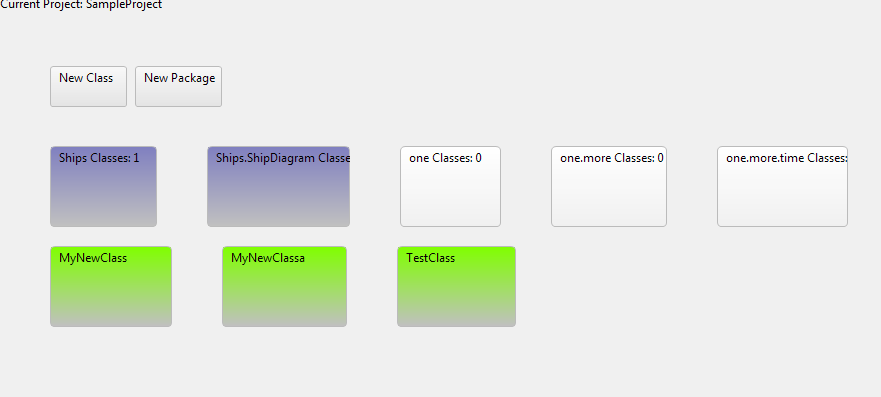 Current Project: SampleProject
New Class New Package
Ships Classes: 1 Ships.ShipDiagram Classe one Classes: 0 one.more Classes: 0 one.more.time Classes:
MyNewClass MyNewClassa TestClass